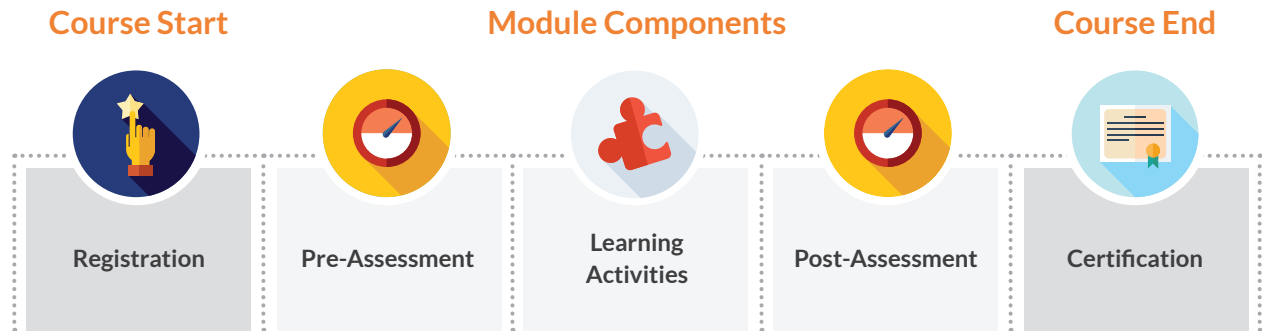 Course Start
Module Components
Course End
Registration
Pre-Assessment
Learning
Activities
Post-Assessment
Certification